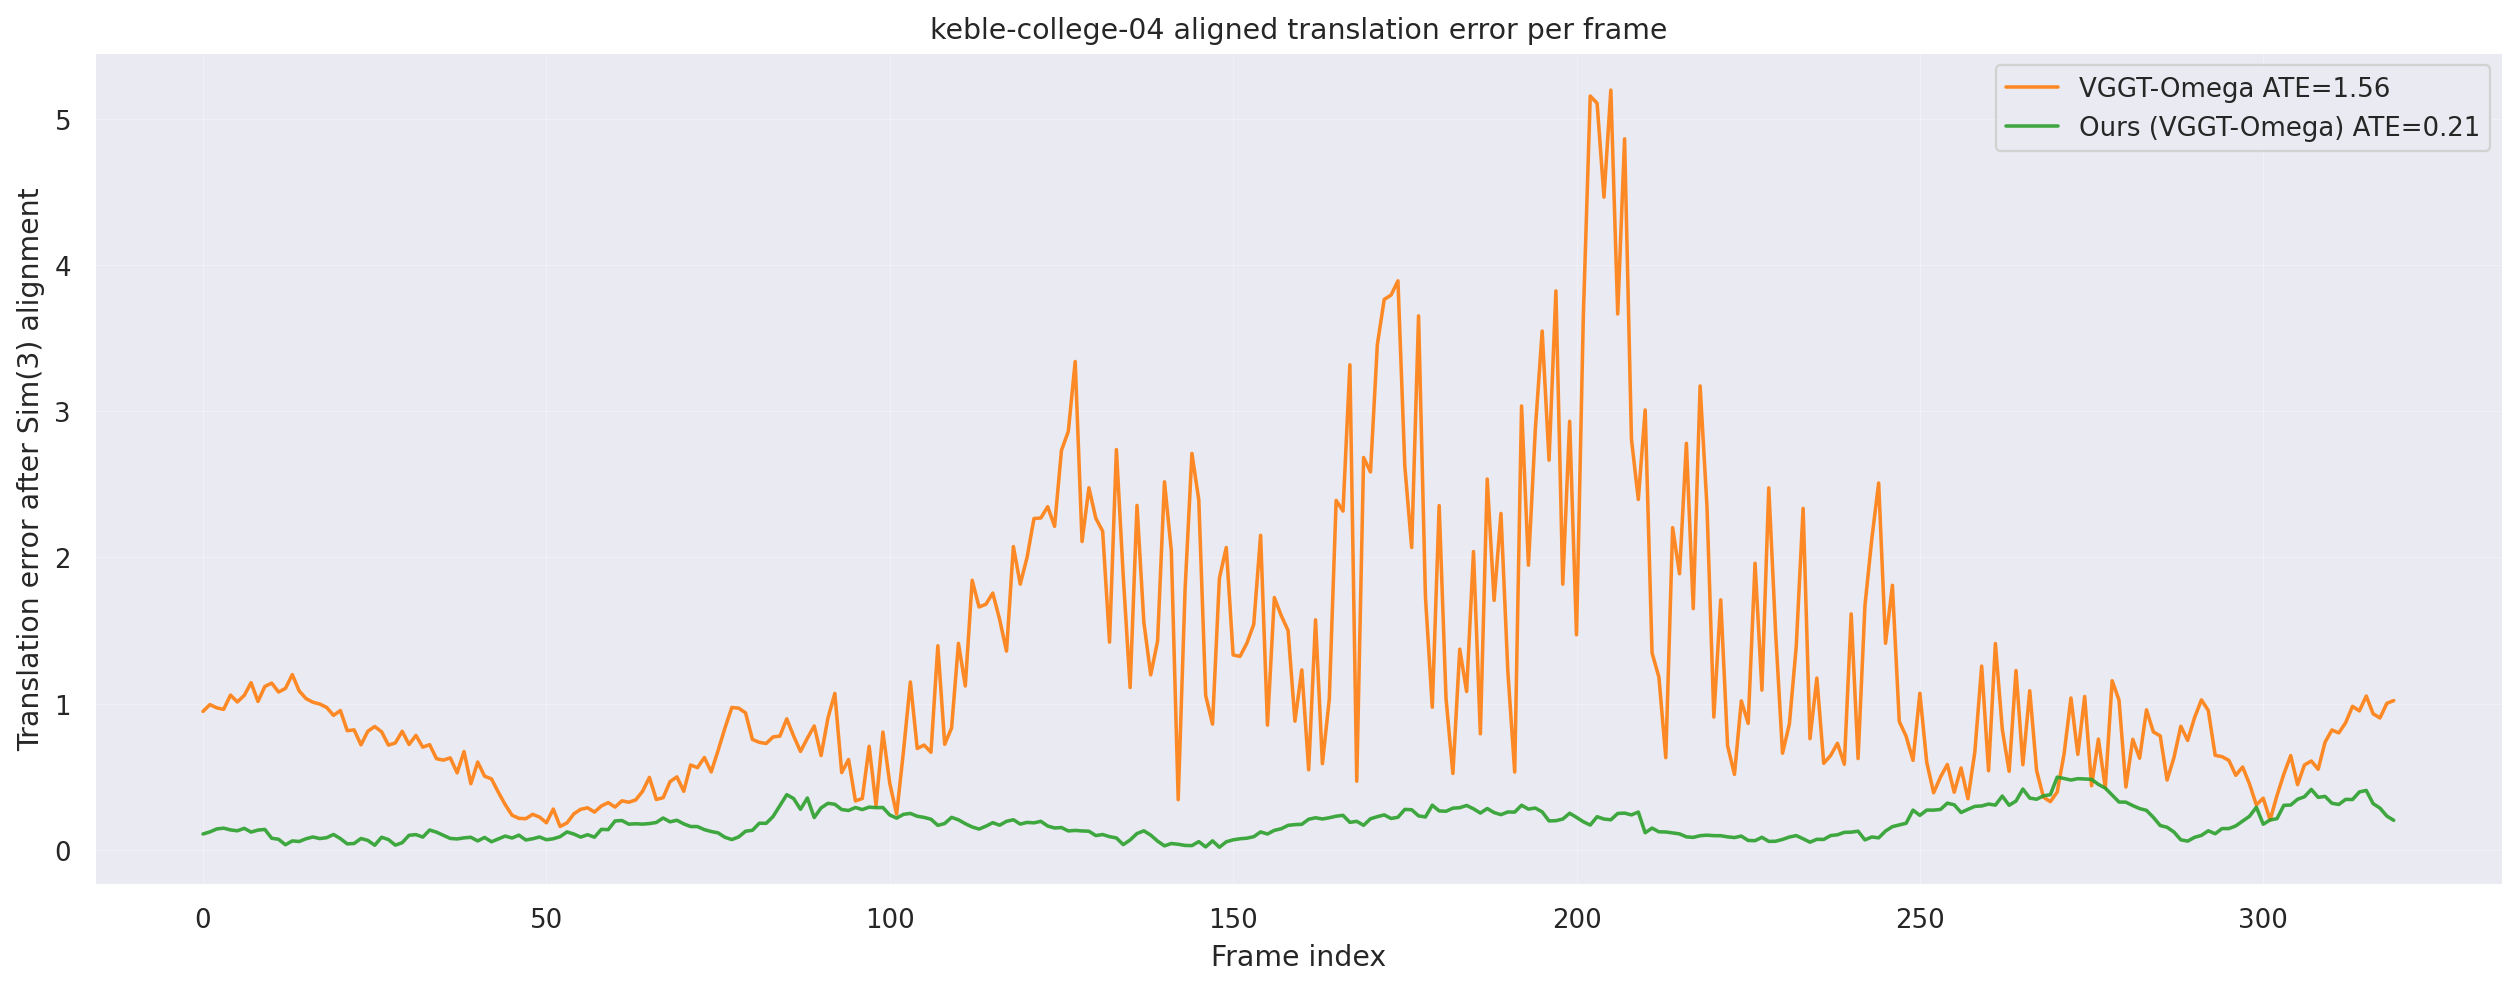 keble-college-04 aligned translation error per frame
VGGT-Omega ATE=1.56
Ours (VGGT-Omega) ATE=0.21
Translation error after Sim(3) alignment
5
4
3
2
1
0
0 50 100 150 200 250 300
Frame index